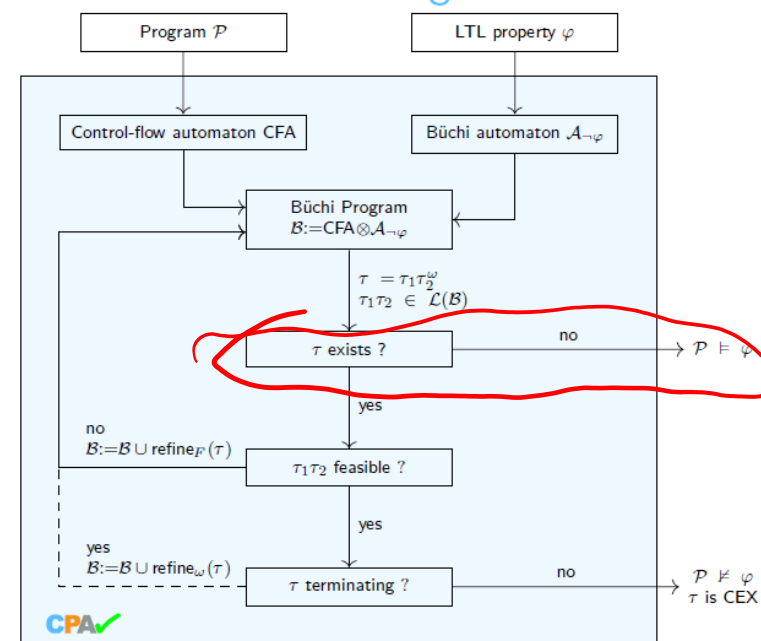 Program 𝒫
LTL property φ
Control-flow automaton CFA
Büchi automaton 𝒜¬φ
Büchi Program
ℬ:=CFA⊗𝒜¬φ
τ = τ₁τ₂^ω
τ₁τ₂ ∈ ℒ(ℬ)
τ exists ?
no
𝒫 ⊨ φ
yes
no
ℬ:=ℬ ∪ refine_F(τ)
τ₁τ₂ feasible ?
yes
yes
ℬ:=ℬ ∪ refine_ω(τ)
τ terminating ?
no
𝒫 ⊭ φ
τ is CEX
CPA✓